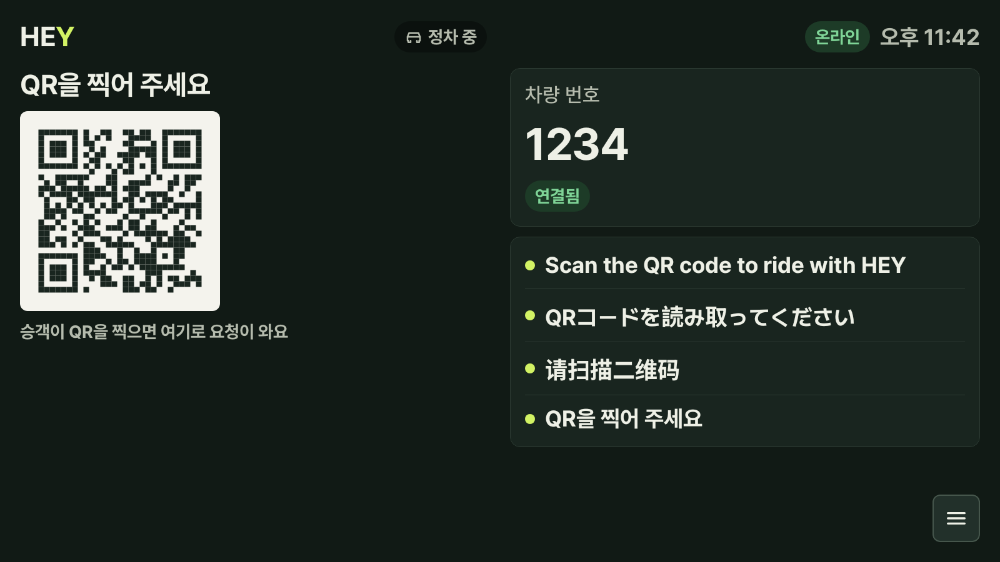 HEY
정차 중
온라인
오후 11:42
QR을 찍어 주세요
승객이 QR을 찍으면 여기로 요청이 와요
차량 번호
1234
연결됨
Scan the QR code to ride with HEY
QRコードを読み取ってください
请扫描二维码
QR을 찍어 주세요